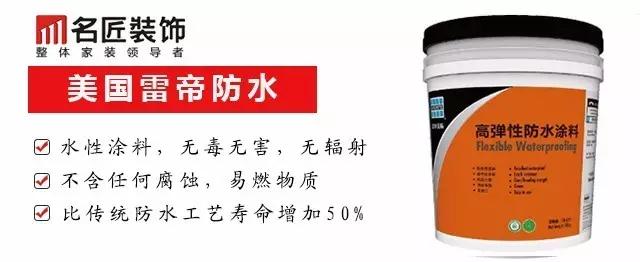 名匠装饰
整体家装领导者
美国雷帝防水
水性涂料，无毒无害，无辐射
不含任何腐蚀，易燃物质
比传统防水工艺寿命增加50%
高弹性防水涂料
Flexible Waterproofing